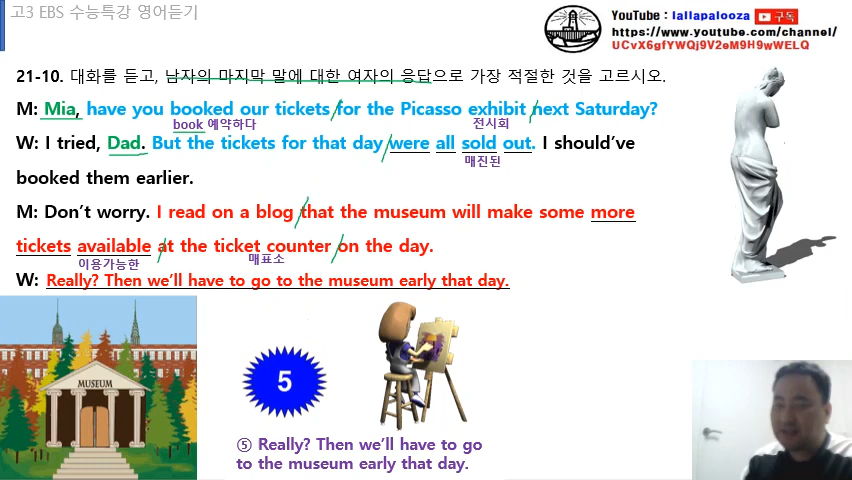 고3 EBS 수능특강 영어듣기
YouTube : lallapalooza 구독
https://www.youtube.com/channel/
UCvX6gfYWQj9V2eM9H9wWELQ
21-10. 대화를 듣고, 남자의 마지막 말에 대한 여자의 응답으로 가장 적절한 것을 고르시오.
M: Mia, have you booked our tickets for the Picasso exhibit next Saturday?
book 예약하다 전시회
W: I tried, Dad. But the tickets for that day were all sold out. I should’ve
매진된
booked them earlier.
M: Don’t worry. I read on a blog that the museum will make some more
tickets available at the ticket counter on the day.
이용가능한 매표소
W: Really? Then we’ll have to go to the museum early that day.
MUSEUM
5
⑤ Really? Then we’ll have to go
to the museum early that day.